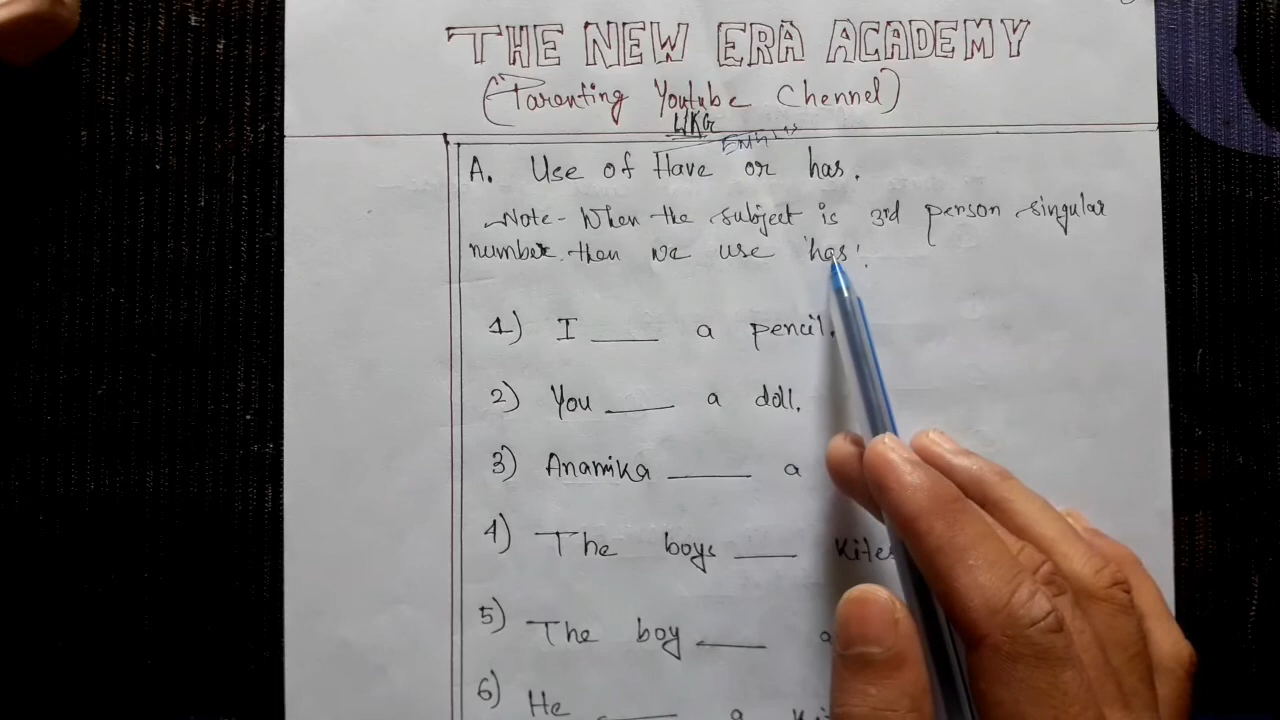 THE NEW ERA ACADEMY
(Parenting Youtube Chennel)
UKG
A. Use of Have or has.
Note - When the subject is 3rd person singular
number. then we use 'has'.
1) I ____ a pencil.
2) You ____ a doll.
3) Anamika ____ a
4) The boys ____ Kites
5) The boy ____ a
6) He ____ a